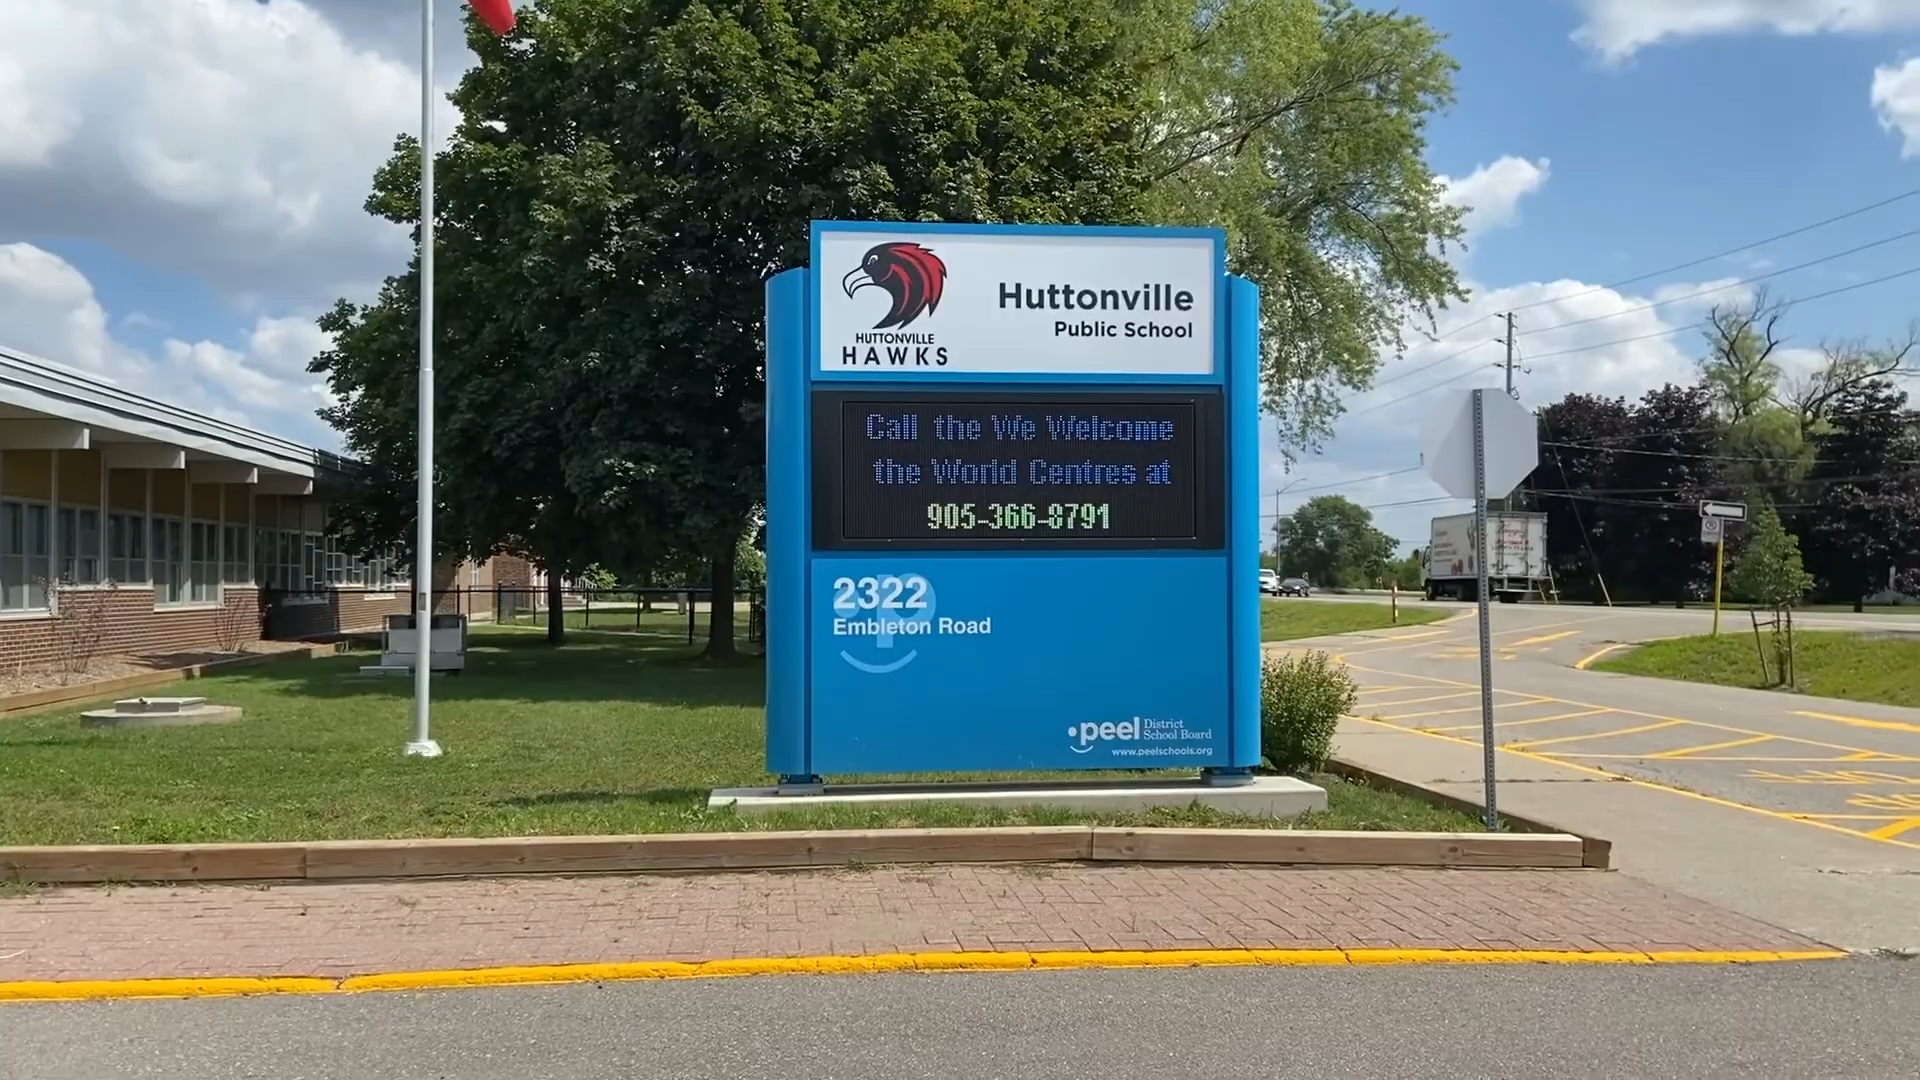 HUTTONVILLE
HAWKS
Huttonville
Public School
Call the We Welcome
the World Centres at
905-366-8791
2322
Embleton Road
peel District
School Board
www.peelschools.org